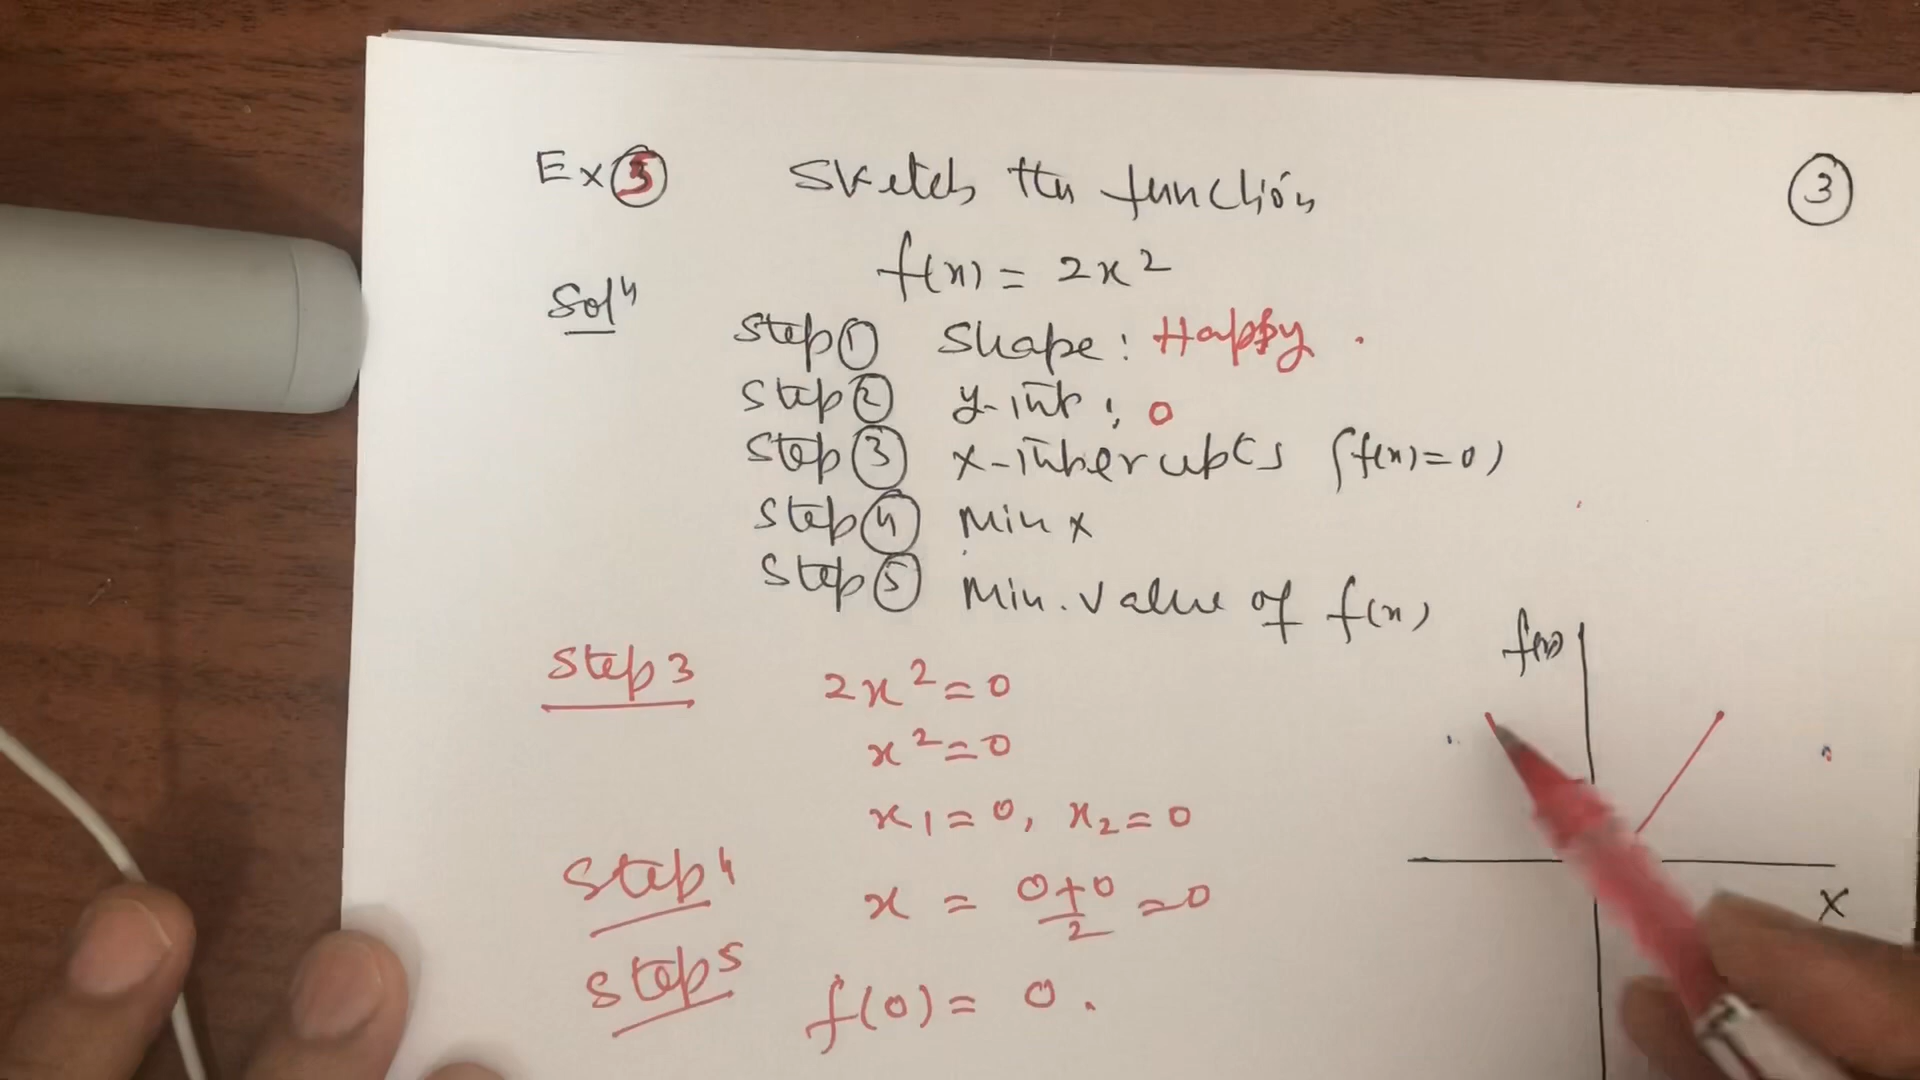 Ex 3 Sketch the function 3
f(x) = 2x²
Solⁿ
Step 1 Shape: Happy.
Step 2 y-int: 0
Step 3 x-intercepts (f(x)=0)
Step 4 Min x
Step 5 Min. value of f(x)
f(x)
Step 3 2x² = 0
x² = 0
x₁ = 0, x₂ = 0
Step 4 x = 0+0/2 = 0
x
Step 5 f(0) = 0.